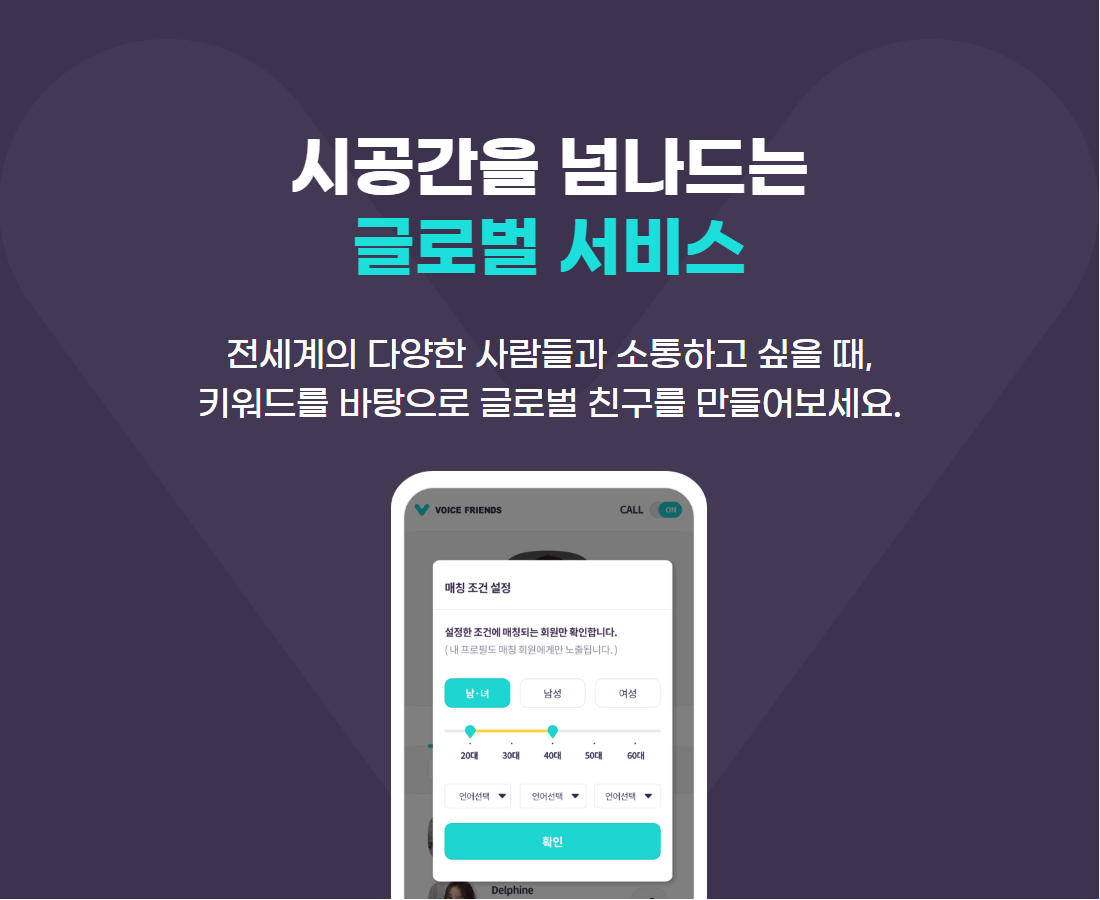 시공간을 넘나드는
글로벌 서비스
전세계의 다양한 사람들과 소통하고 싶을 때,
키워드를 바탕으로 글로벌 친구를 만들어보세요.
VOICE FRIENDS CALL ON
매칭 조건 설정
설정한 조건에 매칭되는 회원만 확인합니다.
( 내 프로필도 매칭 회원에게만 노출됩니다. )
남·녀 남성 여성
20대 30대 40대 50대 60대
언어선택 언어선택 언어선택
확인
Delphine